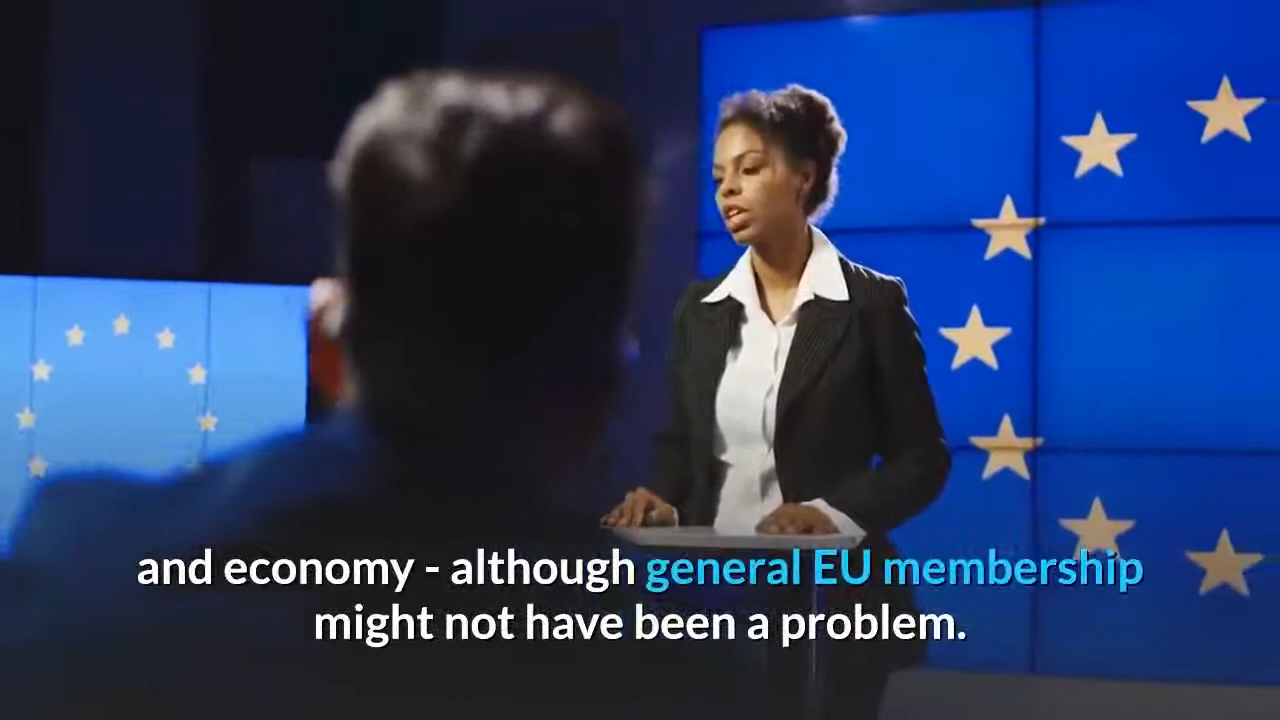 and economy - although general EU membership
might not have been a problem.